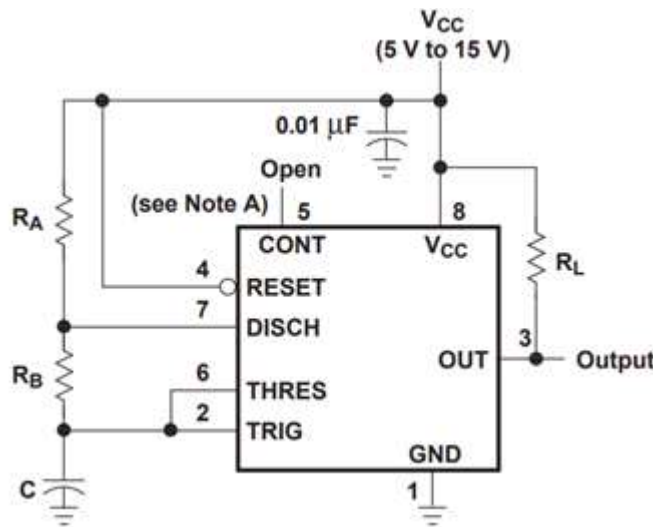 VCC
(5 V to 15 V)
0.01 μF
Open
(see Note A)
5
8
RA
CONT
VCC
RL
4
RESET
7
DISCH
3
OUT
Output
RB
6
THRES
2
TRIG
GND
C
1